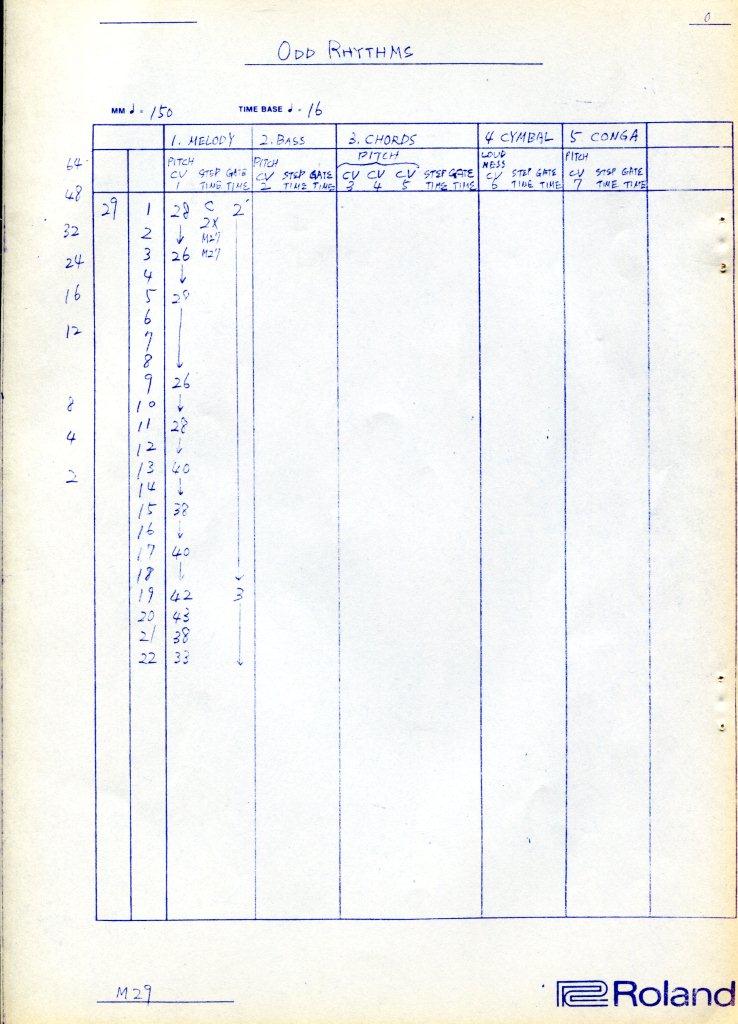 0
ODD RHYTHMS
MM ♩ = 150 TIME BASE ♩ = 16
1. MELODY 2. BASS 3. CHORDS 4 CYMBAL 5 CONGA
PITCH CV 1 STEP TIME GATE TIME PITCH CV 2 STEP TIME GATE TIME PITCH CV 3 CV 4 CV 5 STEP TIME GATE TIME LOUDNESS CV 6 STEP TIME GATE TIME PITCH CV 7 STEP TIME GATE TIME
64
48
32
24
16
12
8
4
2
29 1 28 C 2
2X
2 ↓ M27
3 26 M27
4 ↓
5 28
6
7
8 ↓
9 26
10 ↓
11 28
12 ↓
13 40
14 ↓
15 38
16 ↓
17 40
18 ↓ ↓
19 42 3
20 43
21 38
22 33 ↓
M29
Roland